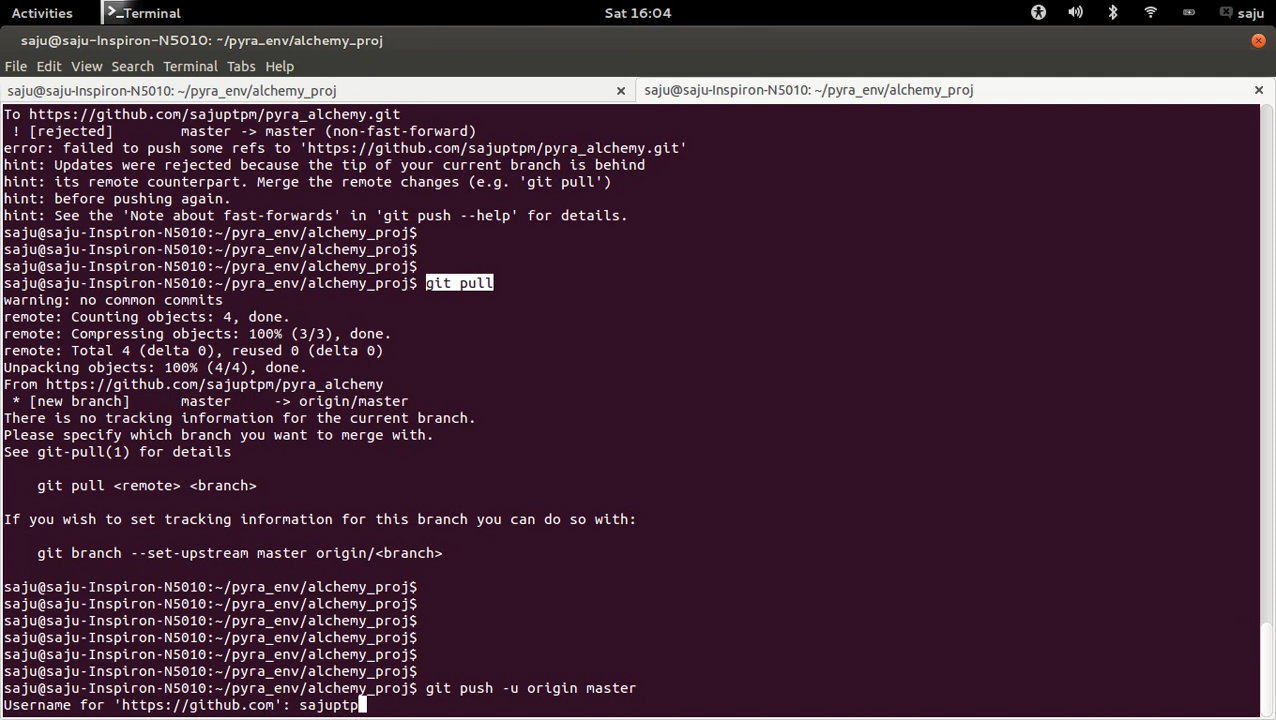 Activities Terminal Sat 16:04 saju
saju@saju-Inspiron-N5010: ~/pyra_env/alchemy_proj
File Edit View Search Terminal Tabs Help
saju@saju-Inspiron-N5010: ~/pyra_env/alchemy_proj × saju@saju-Inspiron-N5010: ~/pyra_env/alchemy_proj ×
To https://github.com/sajuptpm/pyra_alchemy.git
 ! [rejected]        master -> master (non-fast-forward)
error: failed to push some refs to 'https://github.com/sajuptpm/pyra_alchemy.git'
hint: Updates were rejected because the tip of your current branch is behind
hint: its remote counterpart. Merge the remote changes (e.g. 'git pull')
hint: before pushing again.
hint: See the 'Note about fast-forwards' in 'git push --help' for details.
saju@saju-Inspiron-N5010:~/pyra_env/alchemy_proj$
saju@saju-Inspiron-N5010:~/pyra_env/alchemy_proj$
saju@saju-Inspiron-N5010:~/pyra_env/alchemy_proj$
saju@saju-Inspiron-N5010:~/pyra_env/alchemy_proj$ git pull
warning: no common commits
remote: Counting objects: 4, done.
remote: Compressing objects: 100% (3/3), done.
remote: Total 4 (delta 0), reused 0 (delta 0)
Unpacking objects: 100% (4/4), done.
From https://github.com/sajuptpm/pyra_alchemy
 * [new branch]      master     -> origin/master
There is no tracking information for the current branch.
Please specify which branch you want to merge with.
See git-pull(1) for details
    git pull <remote> <branch>
If you wish to set tracking information for this branch you can do so with:
    git branch --set-upstream master origin/<branch>
saju@saju-Inspiron-N5010:~/pyra_env/alchemy_proj$
saju@saju-Inspiron-N5010:~/pyra_env/alchemy_proj$
saju@saju-Inspiron-N5010:~/pyra_env/alchemy_proj$
saju@saju-Inspiron-N5010:~/pyra_env/alchemy_proj$
saju@saju-Inspiron-N5010:~/pyra_env/alchemy_proj$
saju@saju-Inspiron-N5010:~/pyra_env/alchemy_proj$
saju@saju-Inspiron-N5010:~/pyra_env/alchemy_proj$ git push -u origin master
Username for 'https://github.com': sajuptp